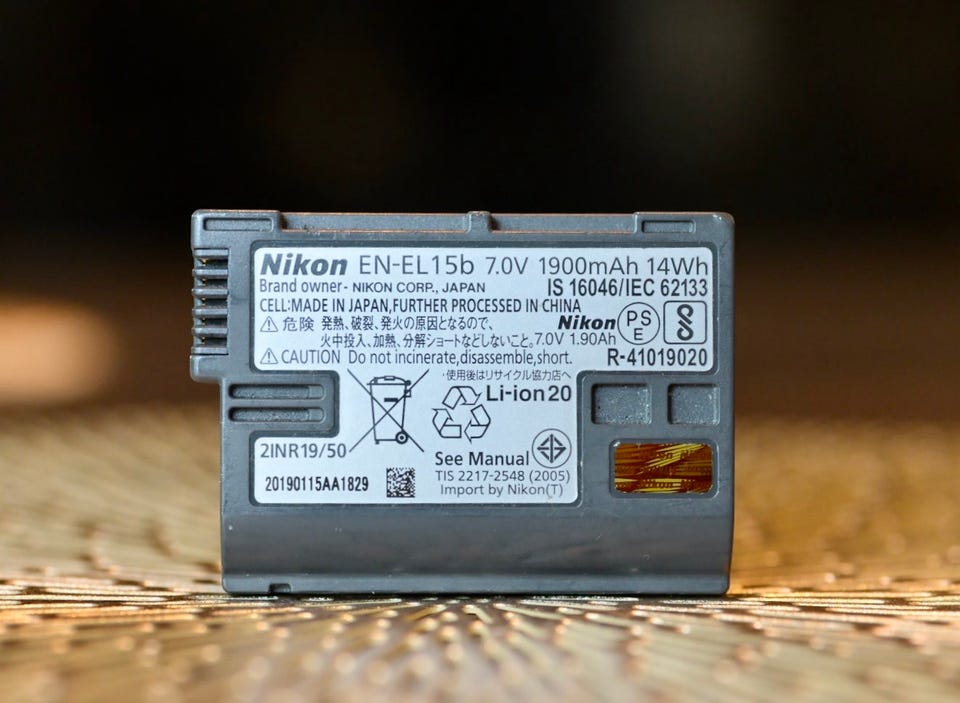 Nikon EN-EL15b 7.0V 1900mAh 14Wh
Brand owner- NIKON CORP., JAPAN IS 16046/IEC 62133
CELL:MADE IN JAPAN,FURTHER PROCESSED IN CHINA
危険 発熱、破裂、発火の原因となるので、
Nikon
PS E
火中投入、加熱、分解ショートなどしないこと。7.0V 1.90Ah
CAUTION Do not incinerate,disassemble,short.
R-41019020
・使用後はリサイクル協力店へ
Li-ion20
2INR19/50
See Manual
TIS 2217-2548 (2005)
20190115AA1829
Import by Nikon(T)